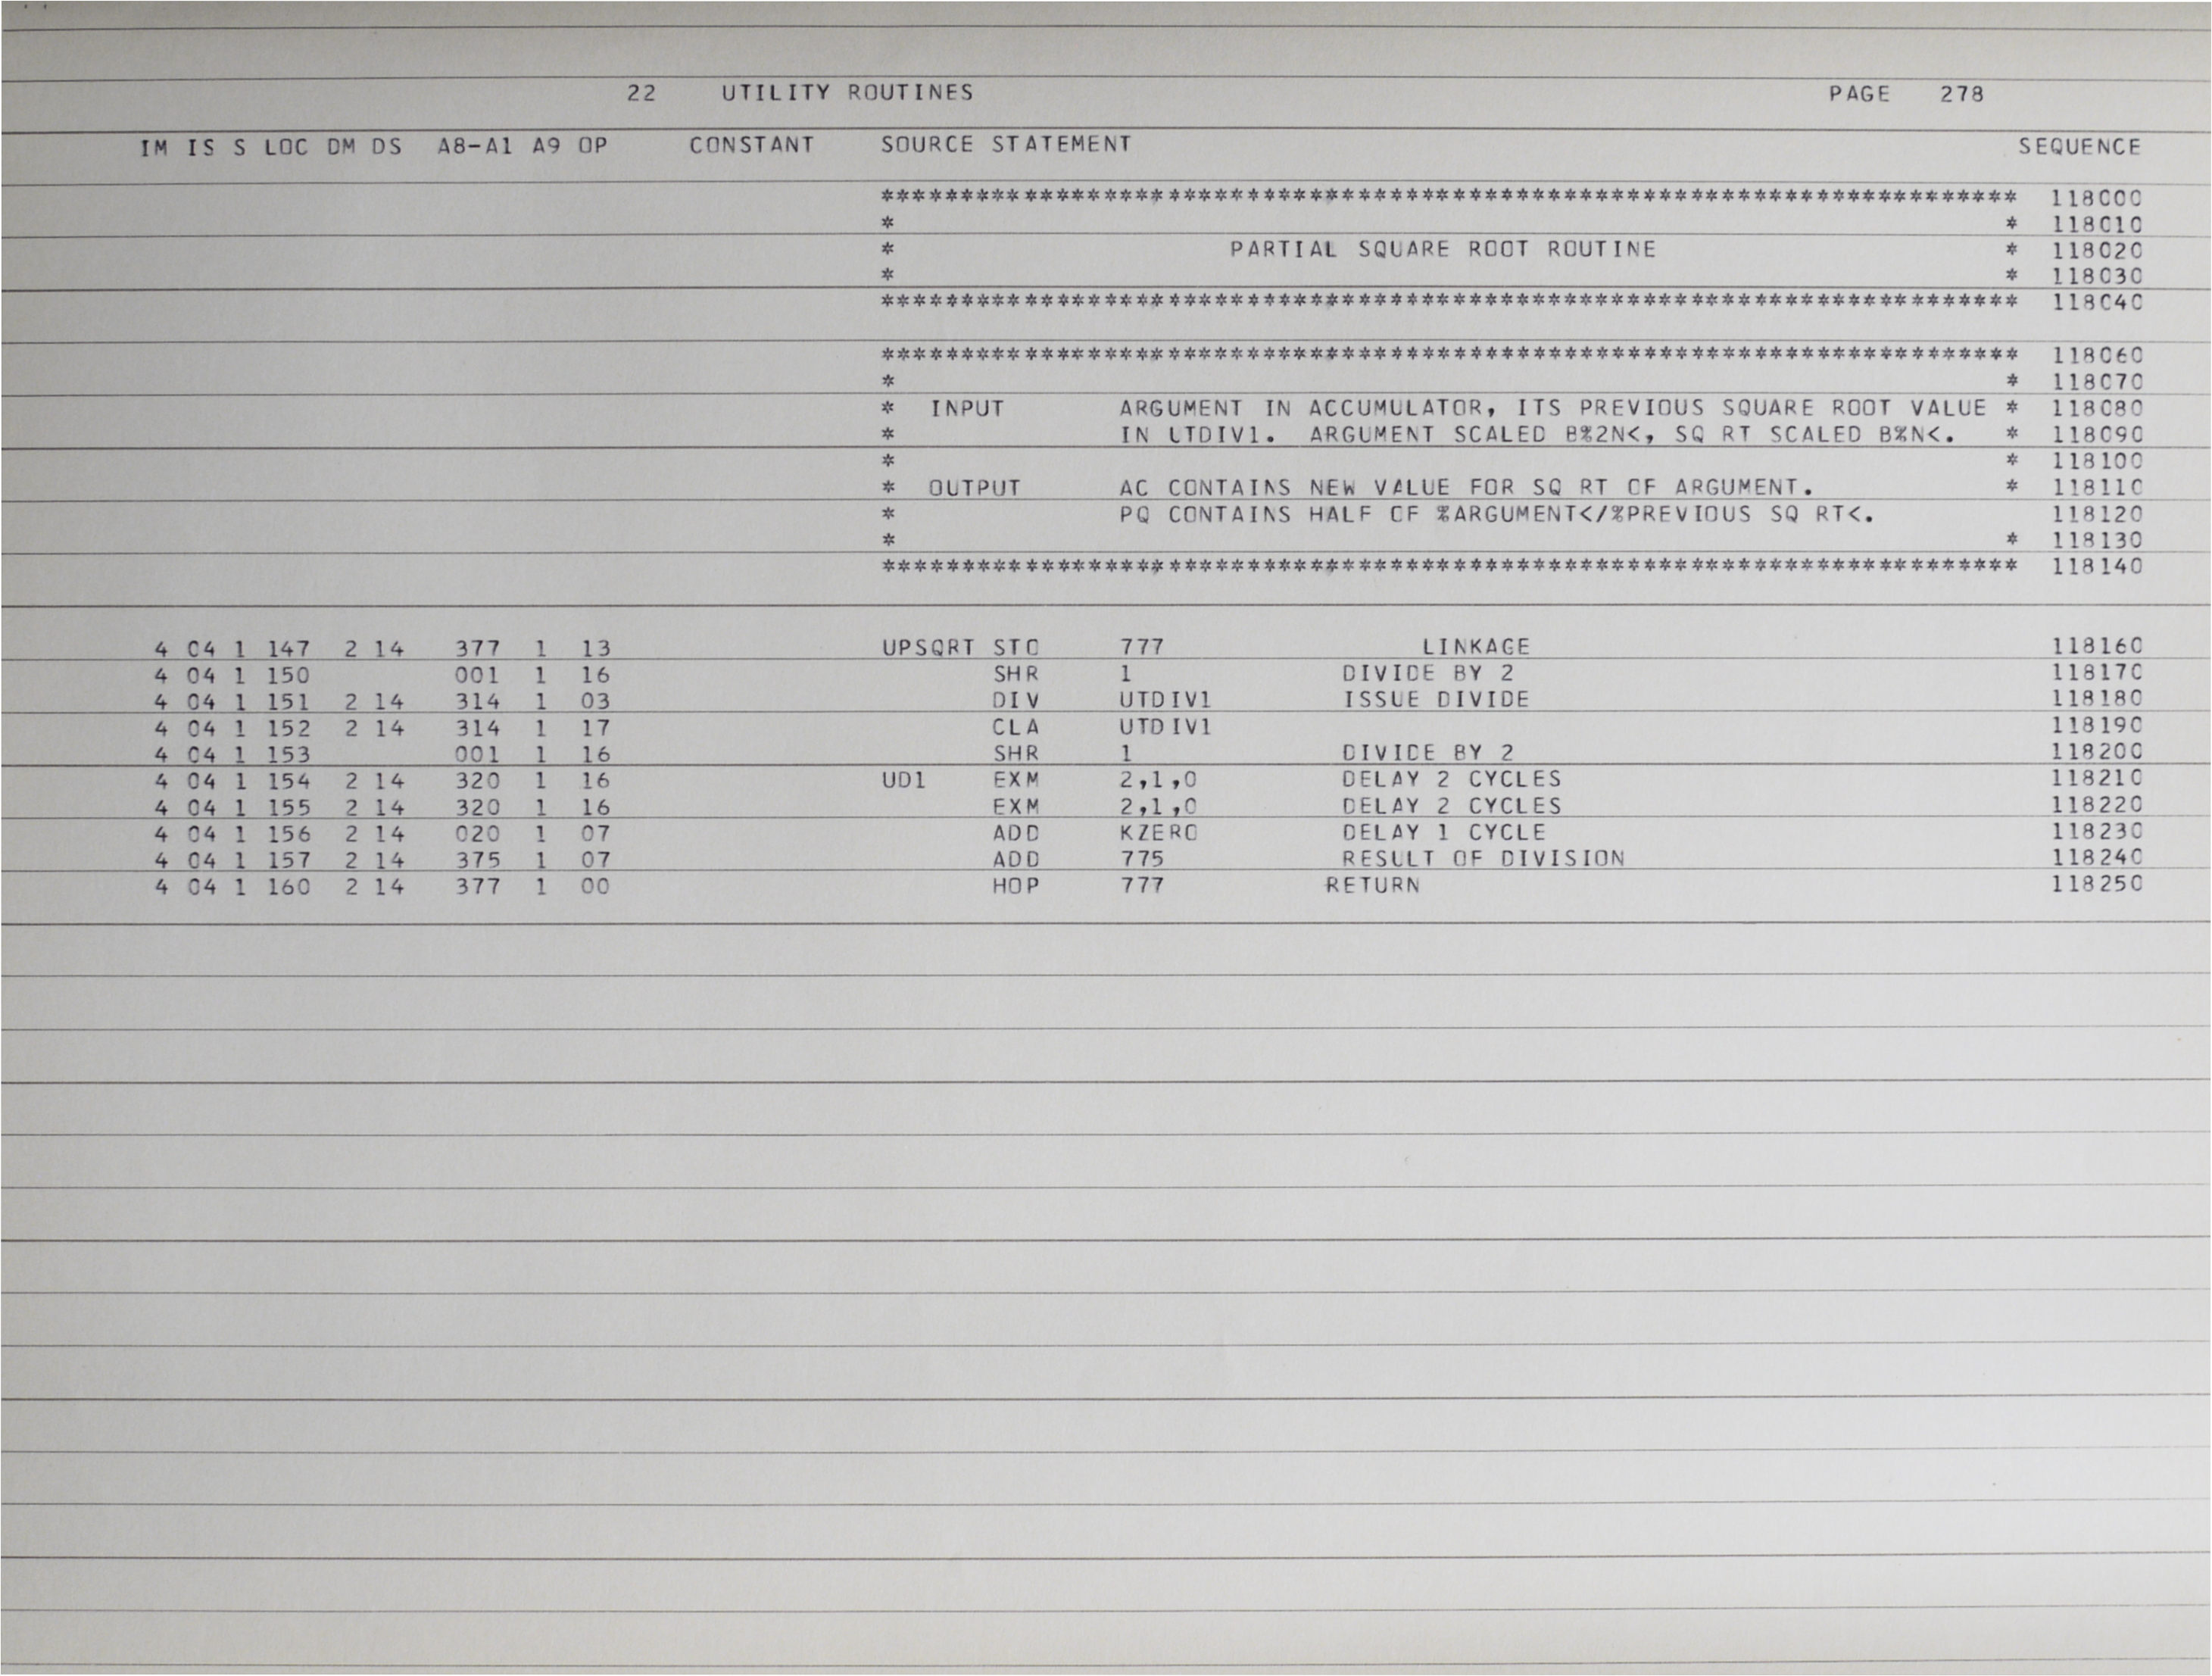 22 UTILITY ROUTINES PAGE 278
IM IS S LOC DM DS A8-A1 A9 OP CONSTANT SOURCE STATEMENT SEQUENCE
*********************************************************************** 118000
* * 118010
* PARTIAL SQUARE ROOT ROUTINE * 118020
* * 118030
*********************************************************************** 118040
*********************************************************************** 118060
* * 118070
* INPUT ARGUMENT IN ACCUMULATOR, ITS PREVIOUS SQUARE ROOT VALUE * 118080
* IN UTDIV1. ARGUMENT SCALED B%2N<, SQ RT SCALED B%N<. * 118090
* * 118100
* OUTPUT AC CONTAINS NEW VALUE FOR SQ RT OF ARGUMENT. * 118110
* PQ CONTAINS HALF OF %ARGUMENT</%PREVIOUS SQ RT<. 118120
* * 118130
*********************************************************************** 118140
4 04 1 147 2 14 377 1 13 UPSQRT STO 777 LINKAGE 118160
4 04 1 150 001 1 16 SHR 1 DIVIDE BY 2 118170
4 04 1 151 2 14 314 1 03 DIV UTDIV1 ISSUE DIVIDE 118180
4 04 1 152 2 14 314 1 17 CLA UTDIV1 118190
4 04 1 153 001 1 16 SHR 1 DIVIDE BY 2 118200
4 04 1 154 2 14 320 1 16 UD1 EXM 2,1,0 DELAY 2 CYCLES 118210
4 04 1 155 2 14 320 1 16 EXM 2,1,0 DELAY 2 CYCLES 118220
4 04 1 156 2 14 020 1 07 ADD KZERO DELAY 1 CYCLE 118230
4 04 1 157 2 14 375 1 07 ADD 775 RESULT OF DIVISION 118240
4 04 1 160 2 14 377 1 00 HOP 777 RETURN 118250